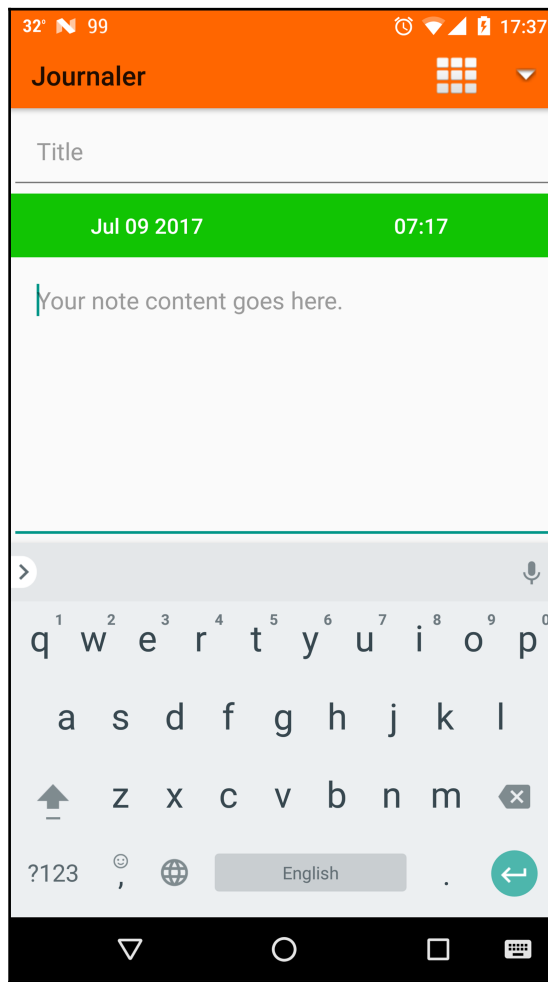 32° N 99 17:37
Journaler
Title
Jul 09 2017 07:17
Your note content goes here.
1 2 3 4 5 6 7 8 9 0
q w e r t y u i o p
a s d f g h j k l
z x c v b n m
?123 , English .